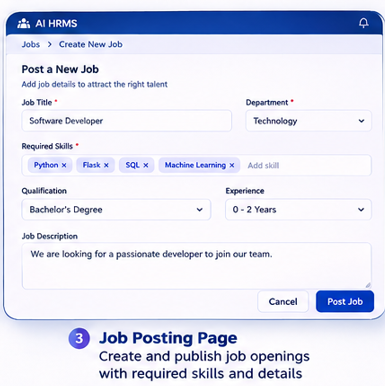 AI HRMS
Jobs > Create New Job
Post a New Job
Add job details to attract the right talent
Job Title * Department *
Software Developer Technology
Required Skills *
Python × Flask × SQL × Machine Learning × Add skill
Qualification Experience
Bachelor's Degree 0 - 2 Years
Job Description
We are looking for a passionate developer to join our team.
Cancel Post Job
3 Job Posting Page
Create and publish job openings
with required skills and details